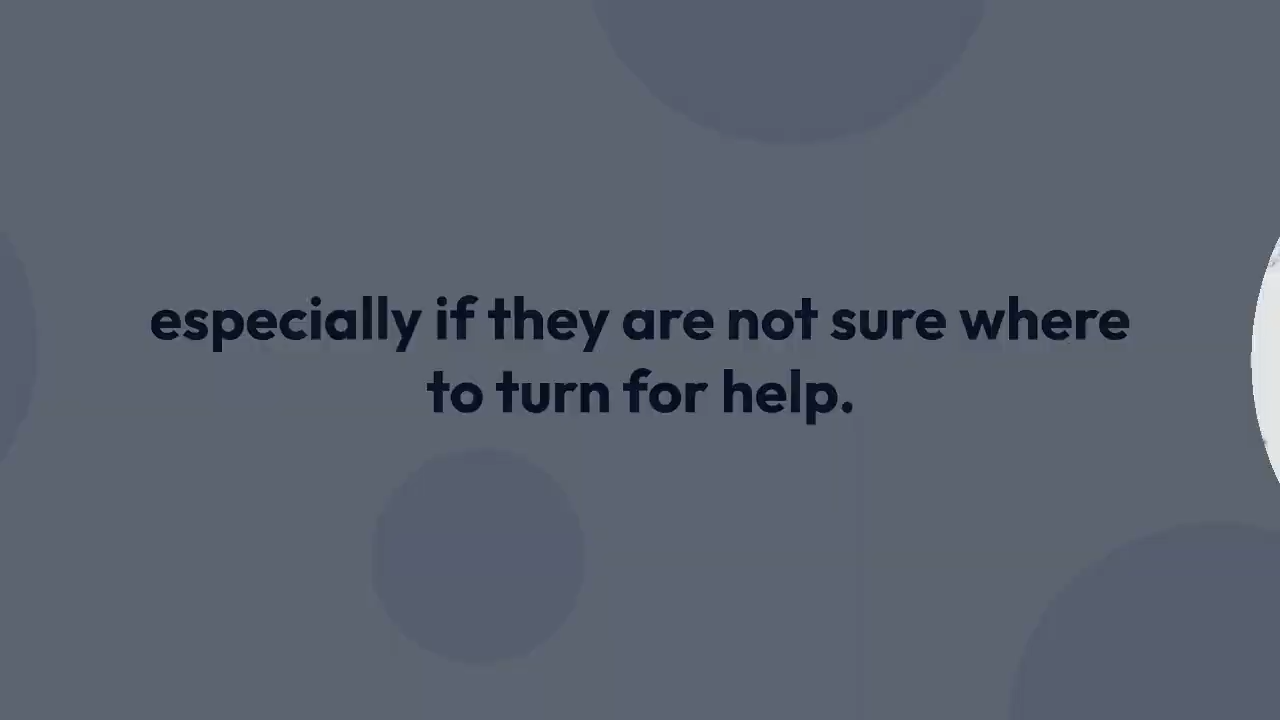 especially if they are not sure where
to turn for help.